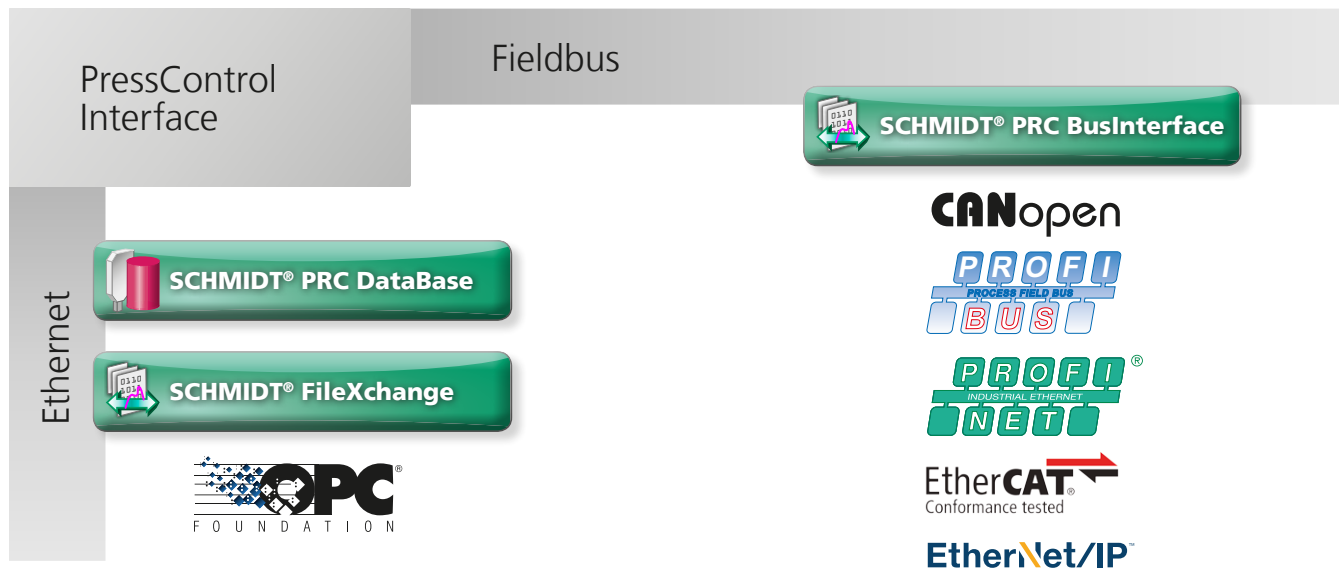 PressControl
Interface
Fieldbus
SCHMIDT® PRC BusInterface
CANopen
PROFI
PROCESS FIELD BUS
BUS
PROFI®
INDUSTRIAL ETHERNET
NET
EtherCAT®
Conformance tested
EtherNet/IP™
Ethernet
SCHMIDT® PRC DataBase
SCHMIDT® FileXchange
OPC®
FOUNDATION